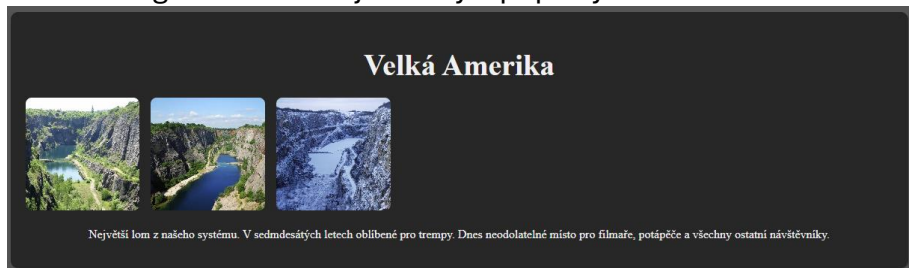 Velká Amerika
Největší lom z našeho systému. V sedmdesátých letech oblíbené pro trempy. Dnes neodolatelné místo pro filmaře, potápěče a všechny ostatní návštěvníky.